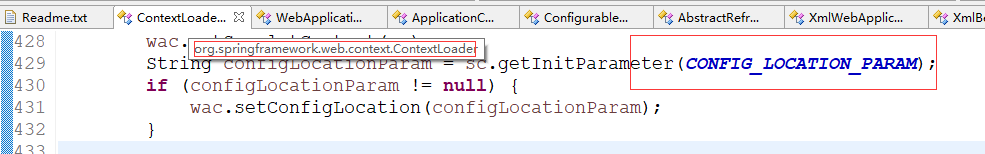 Readme.txt ContextLoade... WebApplicati... ApplicationC... Configurable... AbstractRefr... XmlWebApplic... XmlBe
428 wac.
org.springframework.web.context.ContextLoader
429 String configLocationParam = sc.getInitParameter(CONFIG_LOCATION_PARAM);
430 if (configLocationParam != null) {
431 wac.setConfigLocation(configLocationParam);
432 }
433